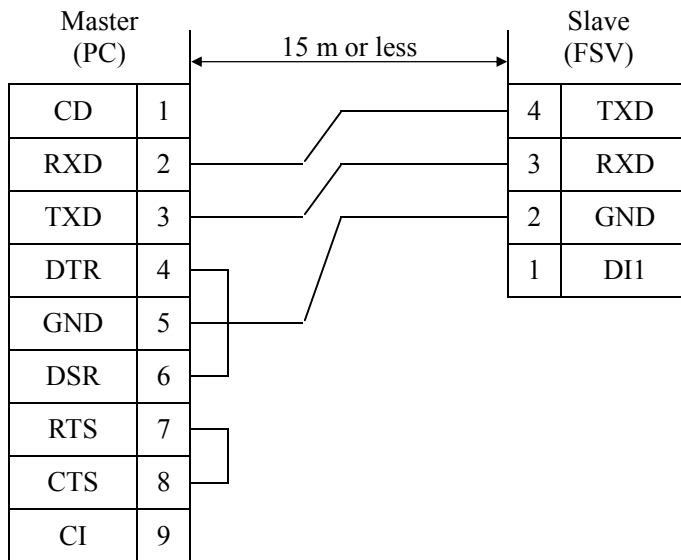 Master
(PC)
15 m or less
Slave
(FSV)
CD 1
RXD 2
TXD 3
DTR 4
GND 5
DSR 6
RTS 7
CTS 8
CI 9
4 TXD
3 RXD
2 GND
1 DI1